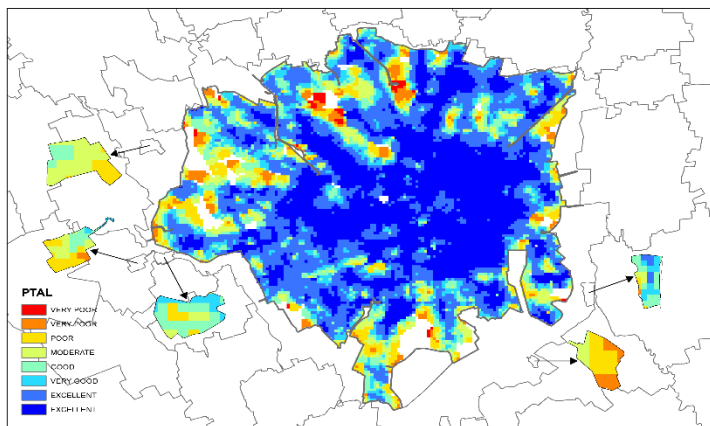 PTAL
VERY POOR
VERY POOR
POOR
MODERATE
GOOD
VERY GOOD
EXCELLENT
EXCELLENT